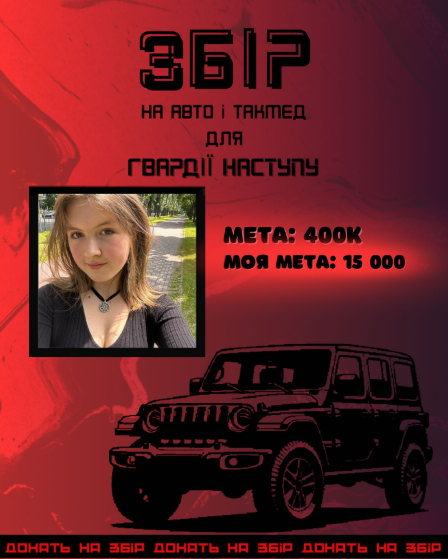 ЗБІР
НА АВТО і ТАКМЕД
ДЛЯ
ГВАРДІЇ НАСТУПУ
МЕТА: 400К
МОЯ МЕТА: 15 000
ДОНАТЬ НА ЗБІР ДОНАТЬ НА ЗБІР ДОНАТЬ НА ЗБІР